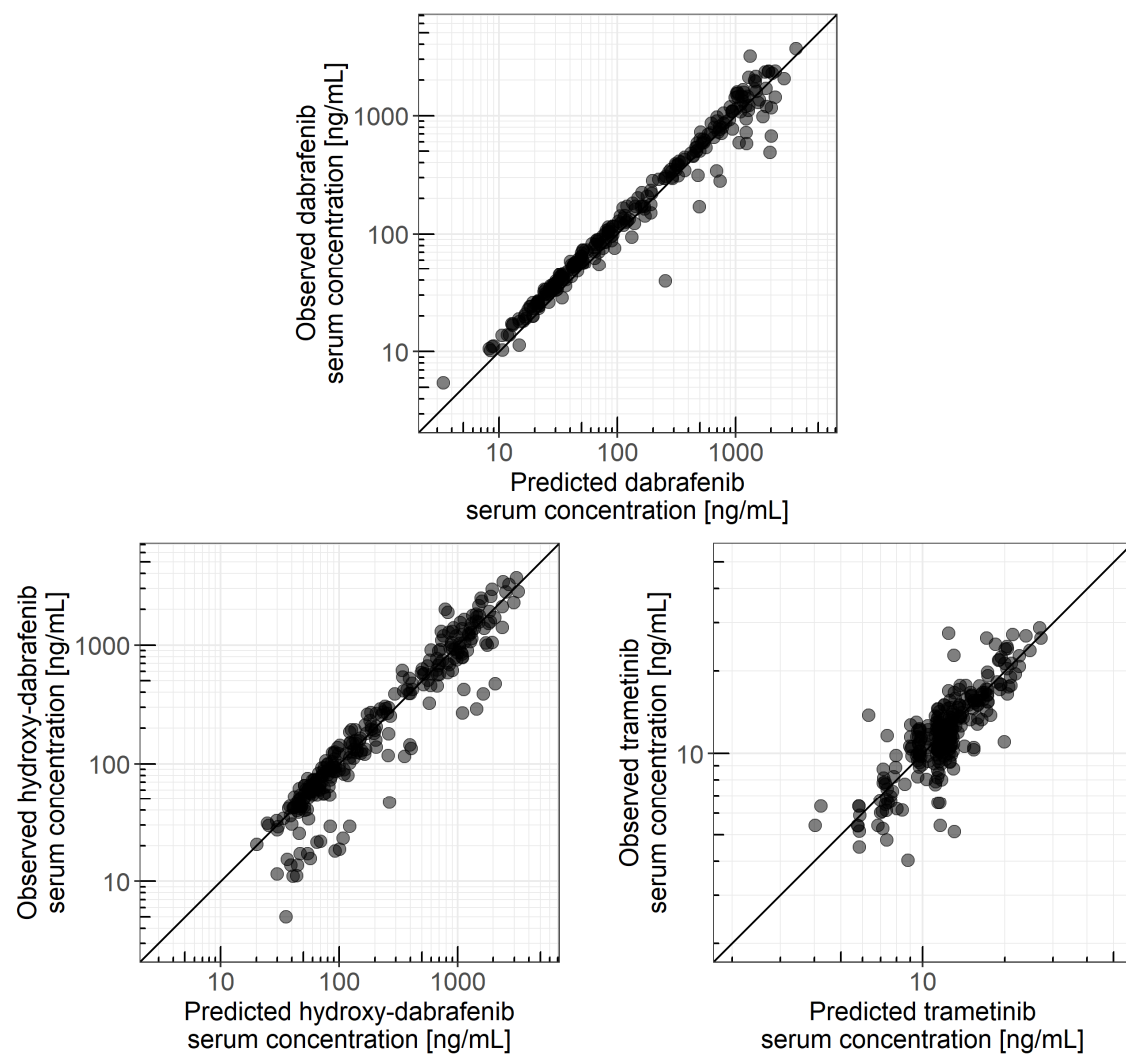 Observed dabrafenib
serum concentration [ng/mL]
1000
100
10
10 100 1000
Predicted dabrafenib
serum concentration [ng/mL]
Observed hydroxy-dabrafenib
serum concentration [ng/mL]
1000
100
10
10 100 1000
Predicted hydroxy-dabrafenib
serum concentration [ng/mL]
Observed trametinib
serum concentration [ng/mL]
10
10
Predicted trametinib
serum concentration [ng/mL]